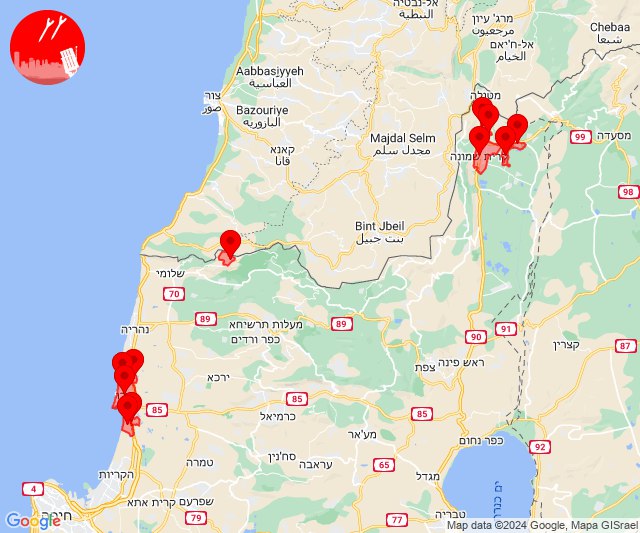 אל-נבטיה
النبطية
מרג' עיון
مرجعيون
אל-ח'יאם
الخيام
Chebaa
شبعا
Aabbasiyyeh
العباسية
צור
صور
Bazouriye
البازورية
מטולה
99
מסעדה
Majdal Selm
مجدل سلم
קאנא
قانا
קרית שמונה
98
Bint Jbeil
بنت جبيل
שלומי
70
89
מעלות תרשיחא
89
91
נהריה
90
קצרין
כפר ורדים
87
ראש פינה
צפת
ירכא
85
85
85
כרמיאל
כפר נחום
מע'אר
92
סח'נין
65
עראבה
מגדל
טמרה
הקריות
4
שפרעם
קרית אתא
חיפה
79
77
טבריה
ים כנרת
Google
Map data ©2024 Google, Mapa GISrael